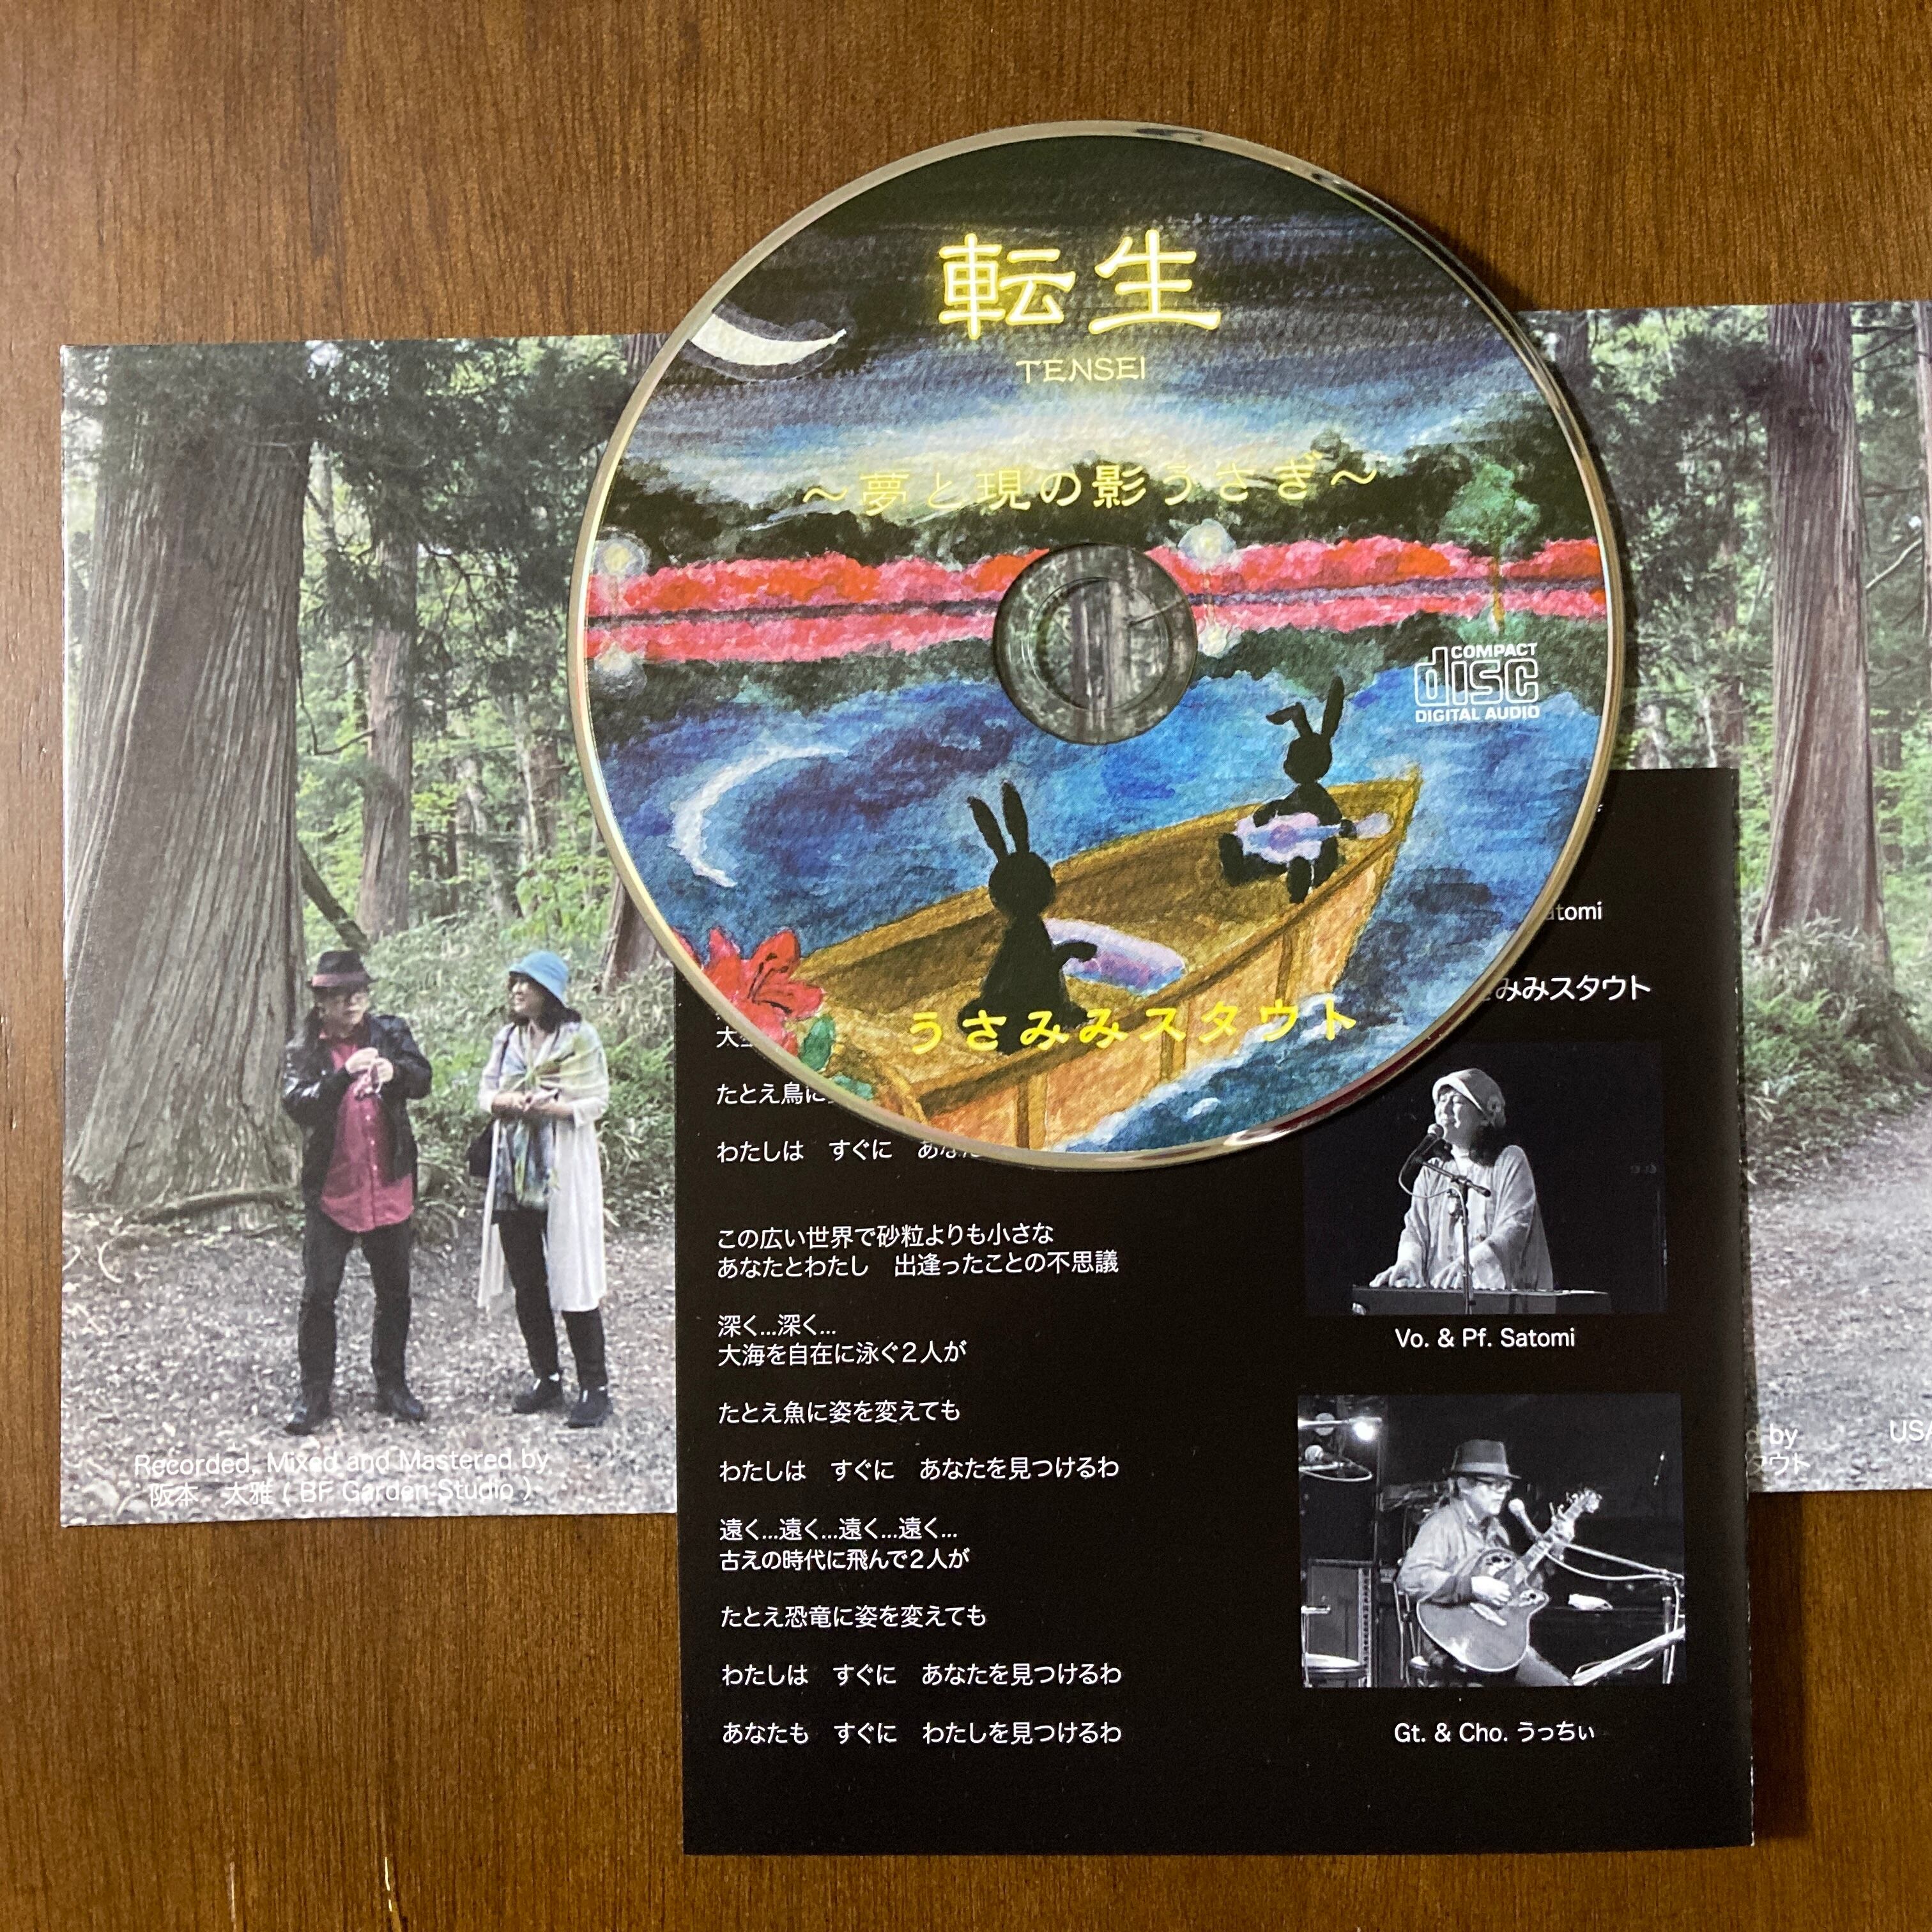 転生
TENSEI
～夢と現の影うさぎ～
COMPACT
disc
DIGITAL AUDIO
うさみみスタウト
たとえ鳥に
わたしは　すぐに
この広い世界で砂粒よりも小さな
あなたとわたし　出逢ったことの不思議
深く…深く…
大海を自在に泳ぐ２人が
たとえ魚に姿を変えても
わたしは　すぐに　あなたを見つけるわ
遠く…遠く…遠く…遠く…
古えの時代に飛んで２人が
たとえ恐竜に姿を変えても
わたしは　すぐに　あなたを見つけるわ
あなたも　すぐに　わたしを見つけるわ
みみスタウト
Vo. & Pf. Satomi
Gt. & Cho. うっちぃ
Recorded, Mixed and Mastered by
阪本　大雅 ( BF Garden Studio )
by